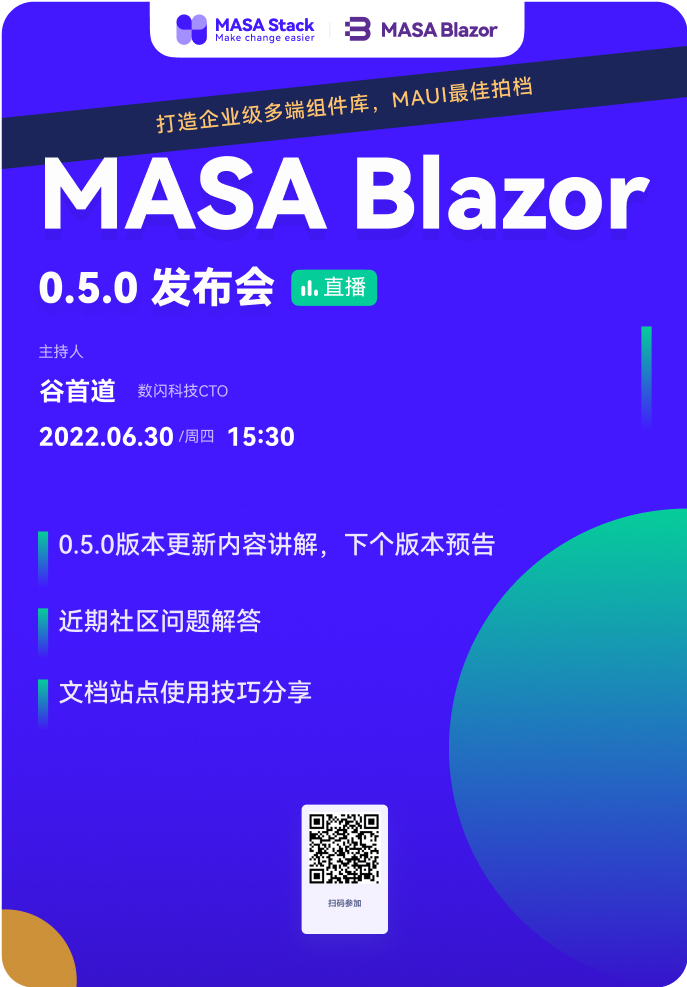 MASA Stack
Make change easier
MASA Blazor
打造企业级多端组件库，MAUI最佳拍档
MASA Blazor
0.5.0 发布会 直播
主持人
谷首道 数闪科技CTO
2022.06.30 /周四 15:30
0.5.0版本更新内容讲解，下个版本预告
近期社区问题解答
文档站点使用技巧分享
扫码参加